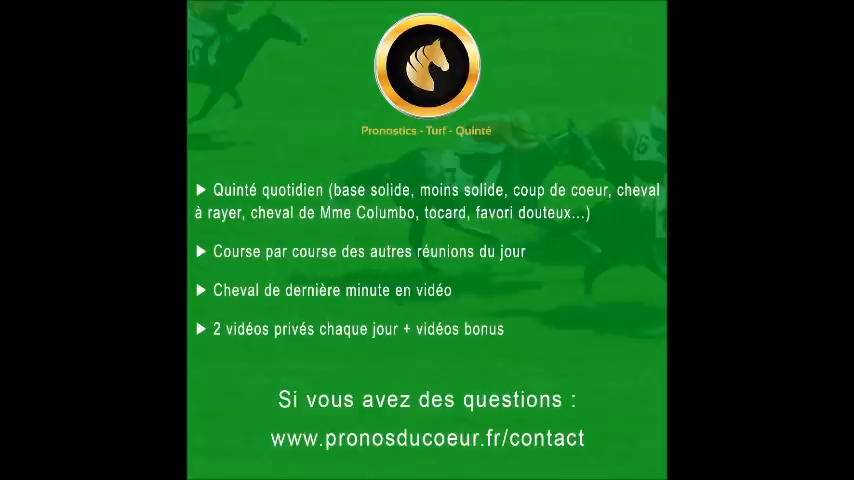 Pronostics - Turf - Quinté
▶ Quinté quotidien (base solide, moins solide, coup de coeur, cheval
à rayer, cheval de Mme Columbo, tocard, favori douteux...)
▶ Course par course des autres réunions du jour
▶ Cheval de dernière minute en vidéo
▶ 2 vidéos privés chaque jour + vidéos bonus
Si vous avez des questions :
www.pronosducoeur.fr/contact